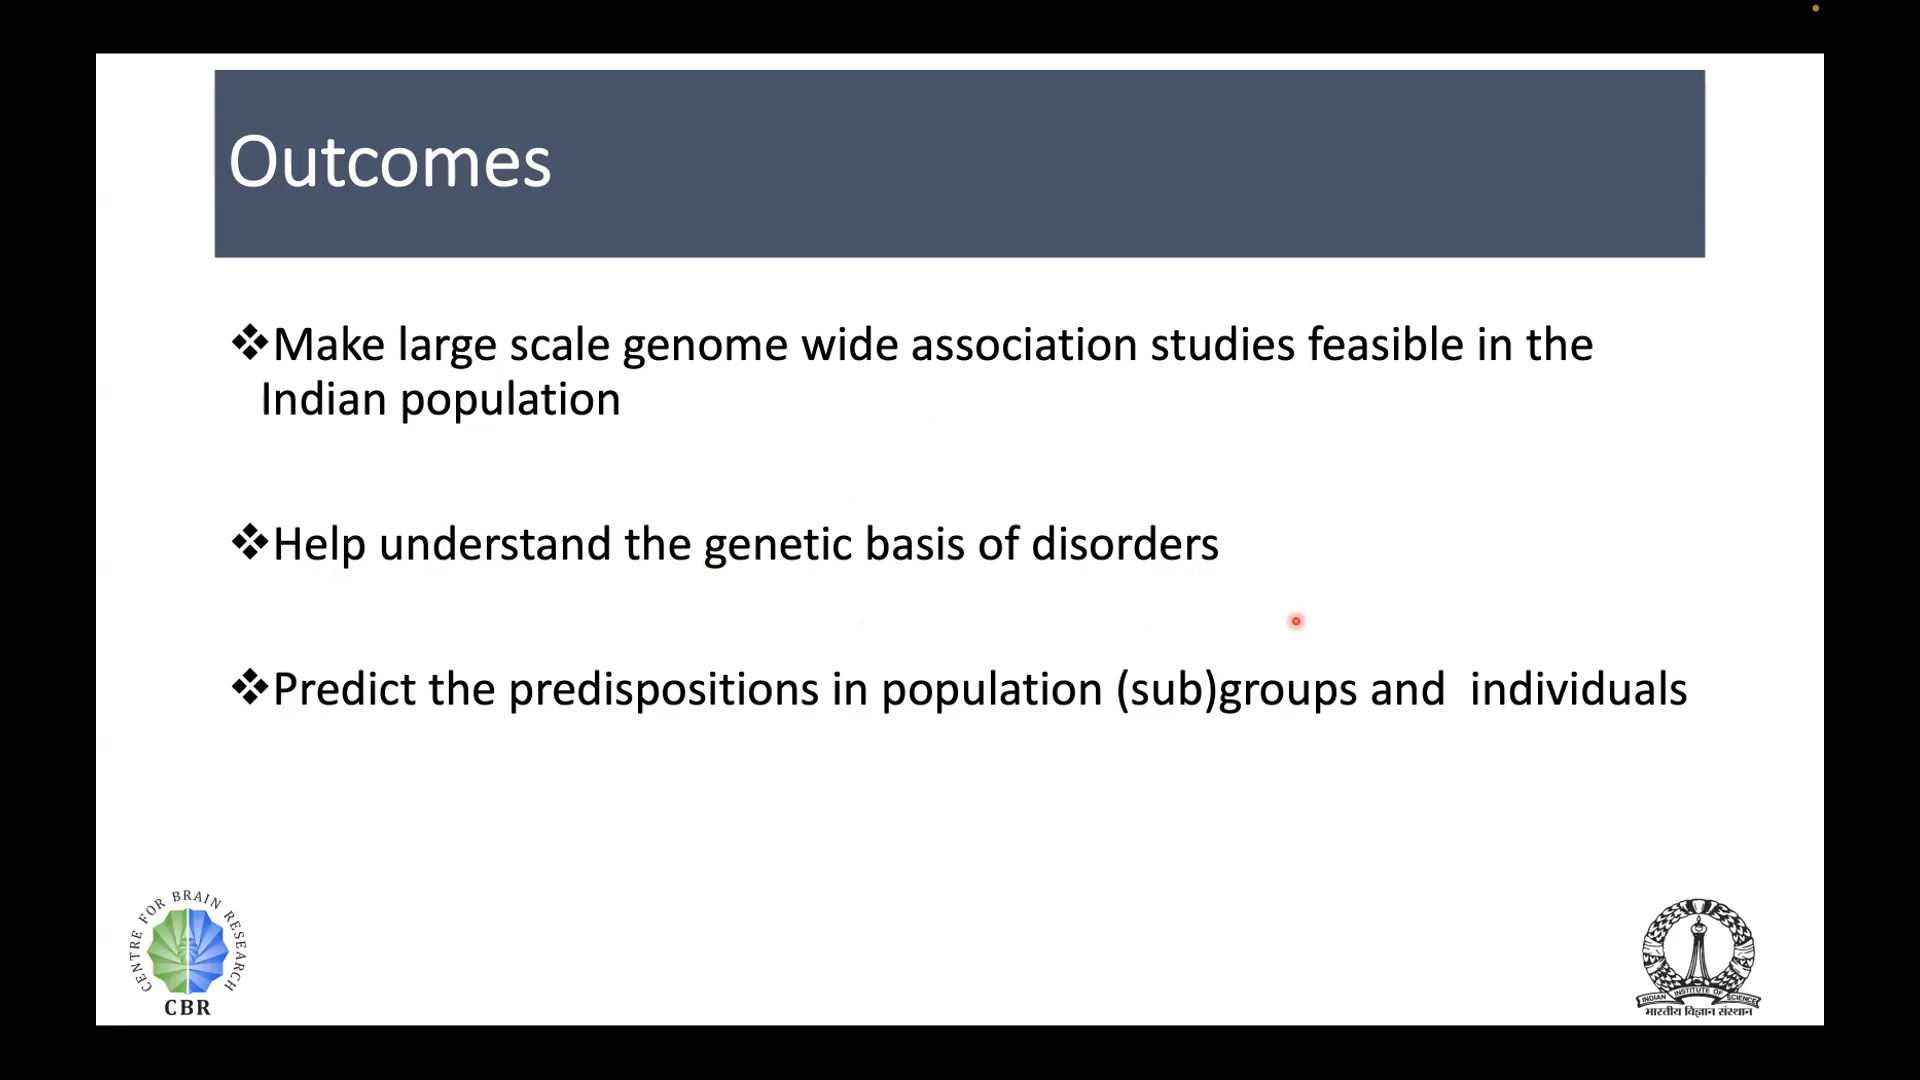 Outcomes
❖Make large scale genome wide association studies feasible in the
Indian population
❖Help understand the genetic basis of disorders
❖Predict the predispositions in population (sub)groups and  individuals
CENTRE FOR BRAIN RESEARCH
CBR
INDIAN INSTITUTE OF SCIENCE
भारतीय विज्ञान संस्थान